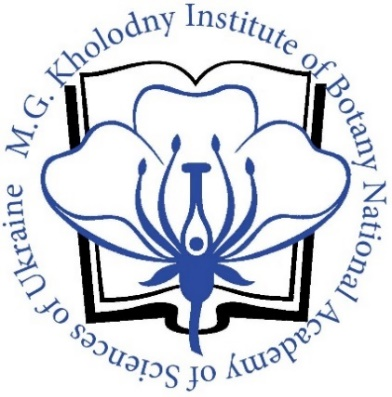 M.G. Kholodny Institute of Botany National Academy of Sciences of Ukraine